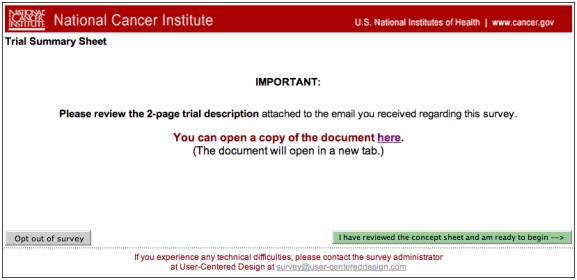 NATIONAL
CANCER
INSTITUTE
National Cancer Institute
U.S. National Institutes of Health | www.cancer.gov
Trial Summary Sheet
IMPORTANT:
Please review the 2-page trial description attached to the email you received regarding this survey.
You can open a copy of the document here.
(The document will open in a new tab.)
Opt out of survey
I have reviewed the concept sheet and am ready to begin -->
If you experience any technical difficulties, please contact the survey administrator
at User-Centered Design at survey@user-centereddesign.com